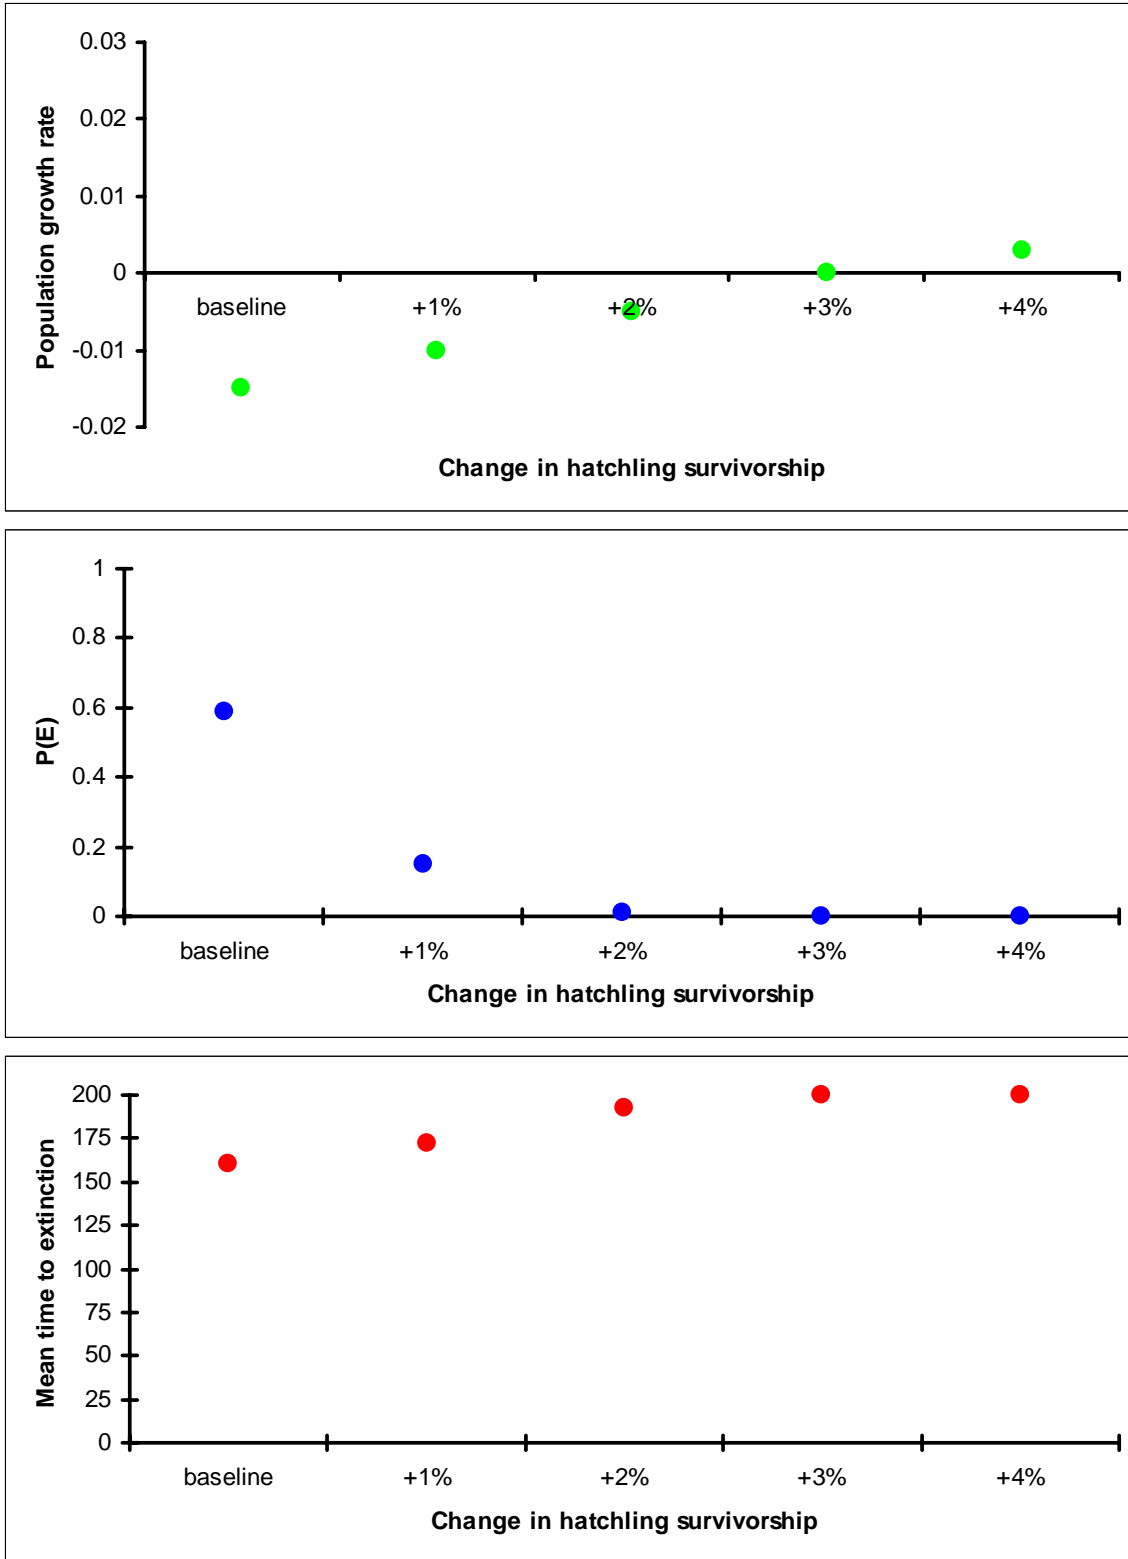 0.03
0.02
0.01
0
-0.01
-0.02
Population growth rate
baseline +1% +2% +3% +4%
Change in hatchling survivorship
1
0.8
0.6
0.4
0.2
0
P(E)
baseline +1% +2% +3% +4%
Change in hatchling survivorship
200
175
150
125
100
75
50
25
0
Mean time to extinction
baseline +1% +2% +3% +4%
Change in hatchling survivorship